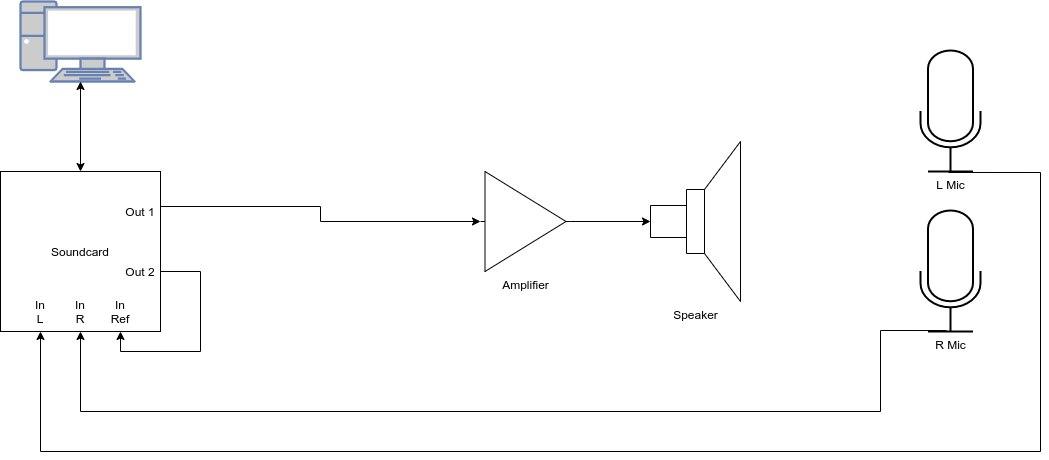 L Mic
Out 1
Soundcard
Out 2
Amplifier
In
L
In
R
In
Ref
Speaker
R Mic